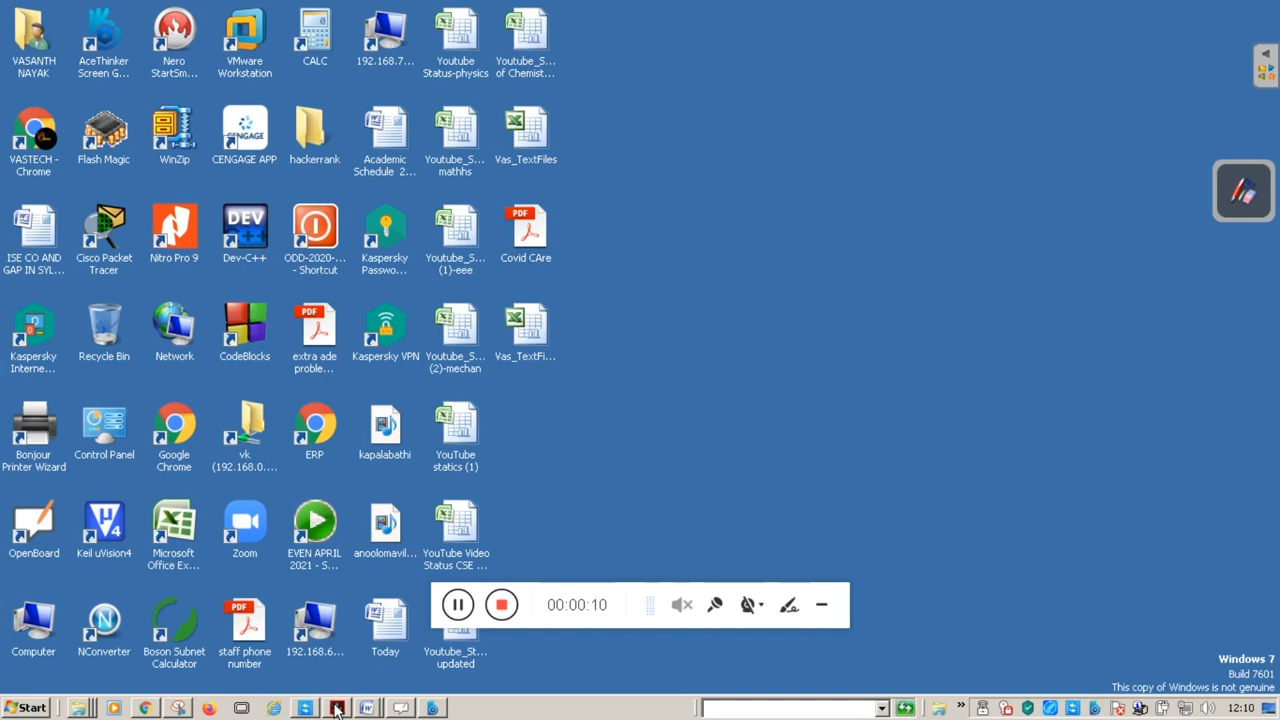 VASANTH
NAYAK
AceThinker
Screen G...
Nero
StartSm...
VMware
Workstation
CALC
192.168.7...
Youtube
Status-physics
Youtube_S...
of Chemist...
VASTECH -
Chrome
Flash Magic
WinZip
CENGAGE
CENGAGE APP
hackerrank
Academic
Schedule 2...
Youtube_S...
mathhs
Vas_TextFiles
ISE CO AND
GAP IN SYL...
Cisco Packet
Tracer
Nitro Pro 9
DEV
Dev-C++
ODD-2020-...
- Shortcut
Kaspersky
Passwo...
Youtube_S...
(1)-eee
PDF
Covid CAre
Kaspersky
Interne...
Recycle Bin
Network
CodeBlocks
PDF
extra ade
proble...
Kaspersky VPN
Youtube_S...
(2)-mechan
Vas_TextFi...
Bonjour
Printer Wizard
Control Panel
Google
Chrome
vk
(192.168.0....
ERP
kapalabathi
YouTube
statics (1)
OpenBoard
Keil uVision4
Microsoft
Office Ex...
Zoom
EVEN APRIL
2021 - S...
anoolomavil...
YouTube Video
Status CSE ...
00:00:10
Computer
NConverter
Boson Subnet
Calculator
PDF
staff phone
number
192.168.6...
Today
Youtube_St...
updated
Windows 7
Build 7601
This copy of Windows is not genuine
Start
12:10